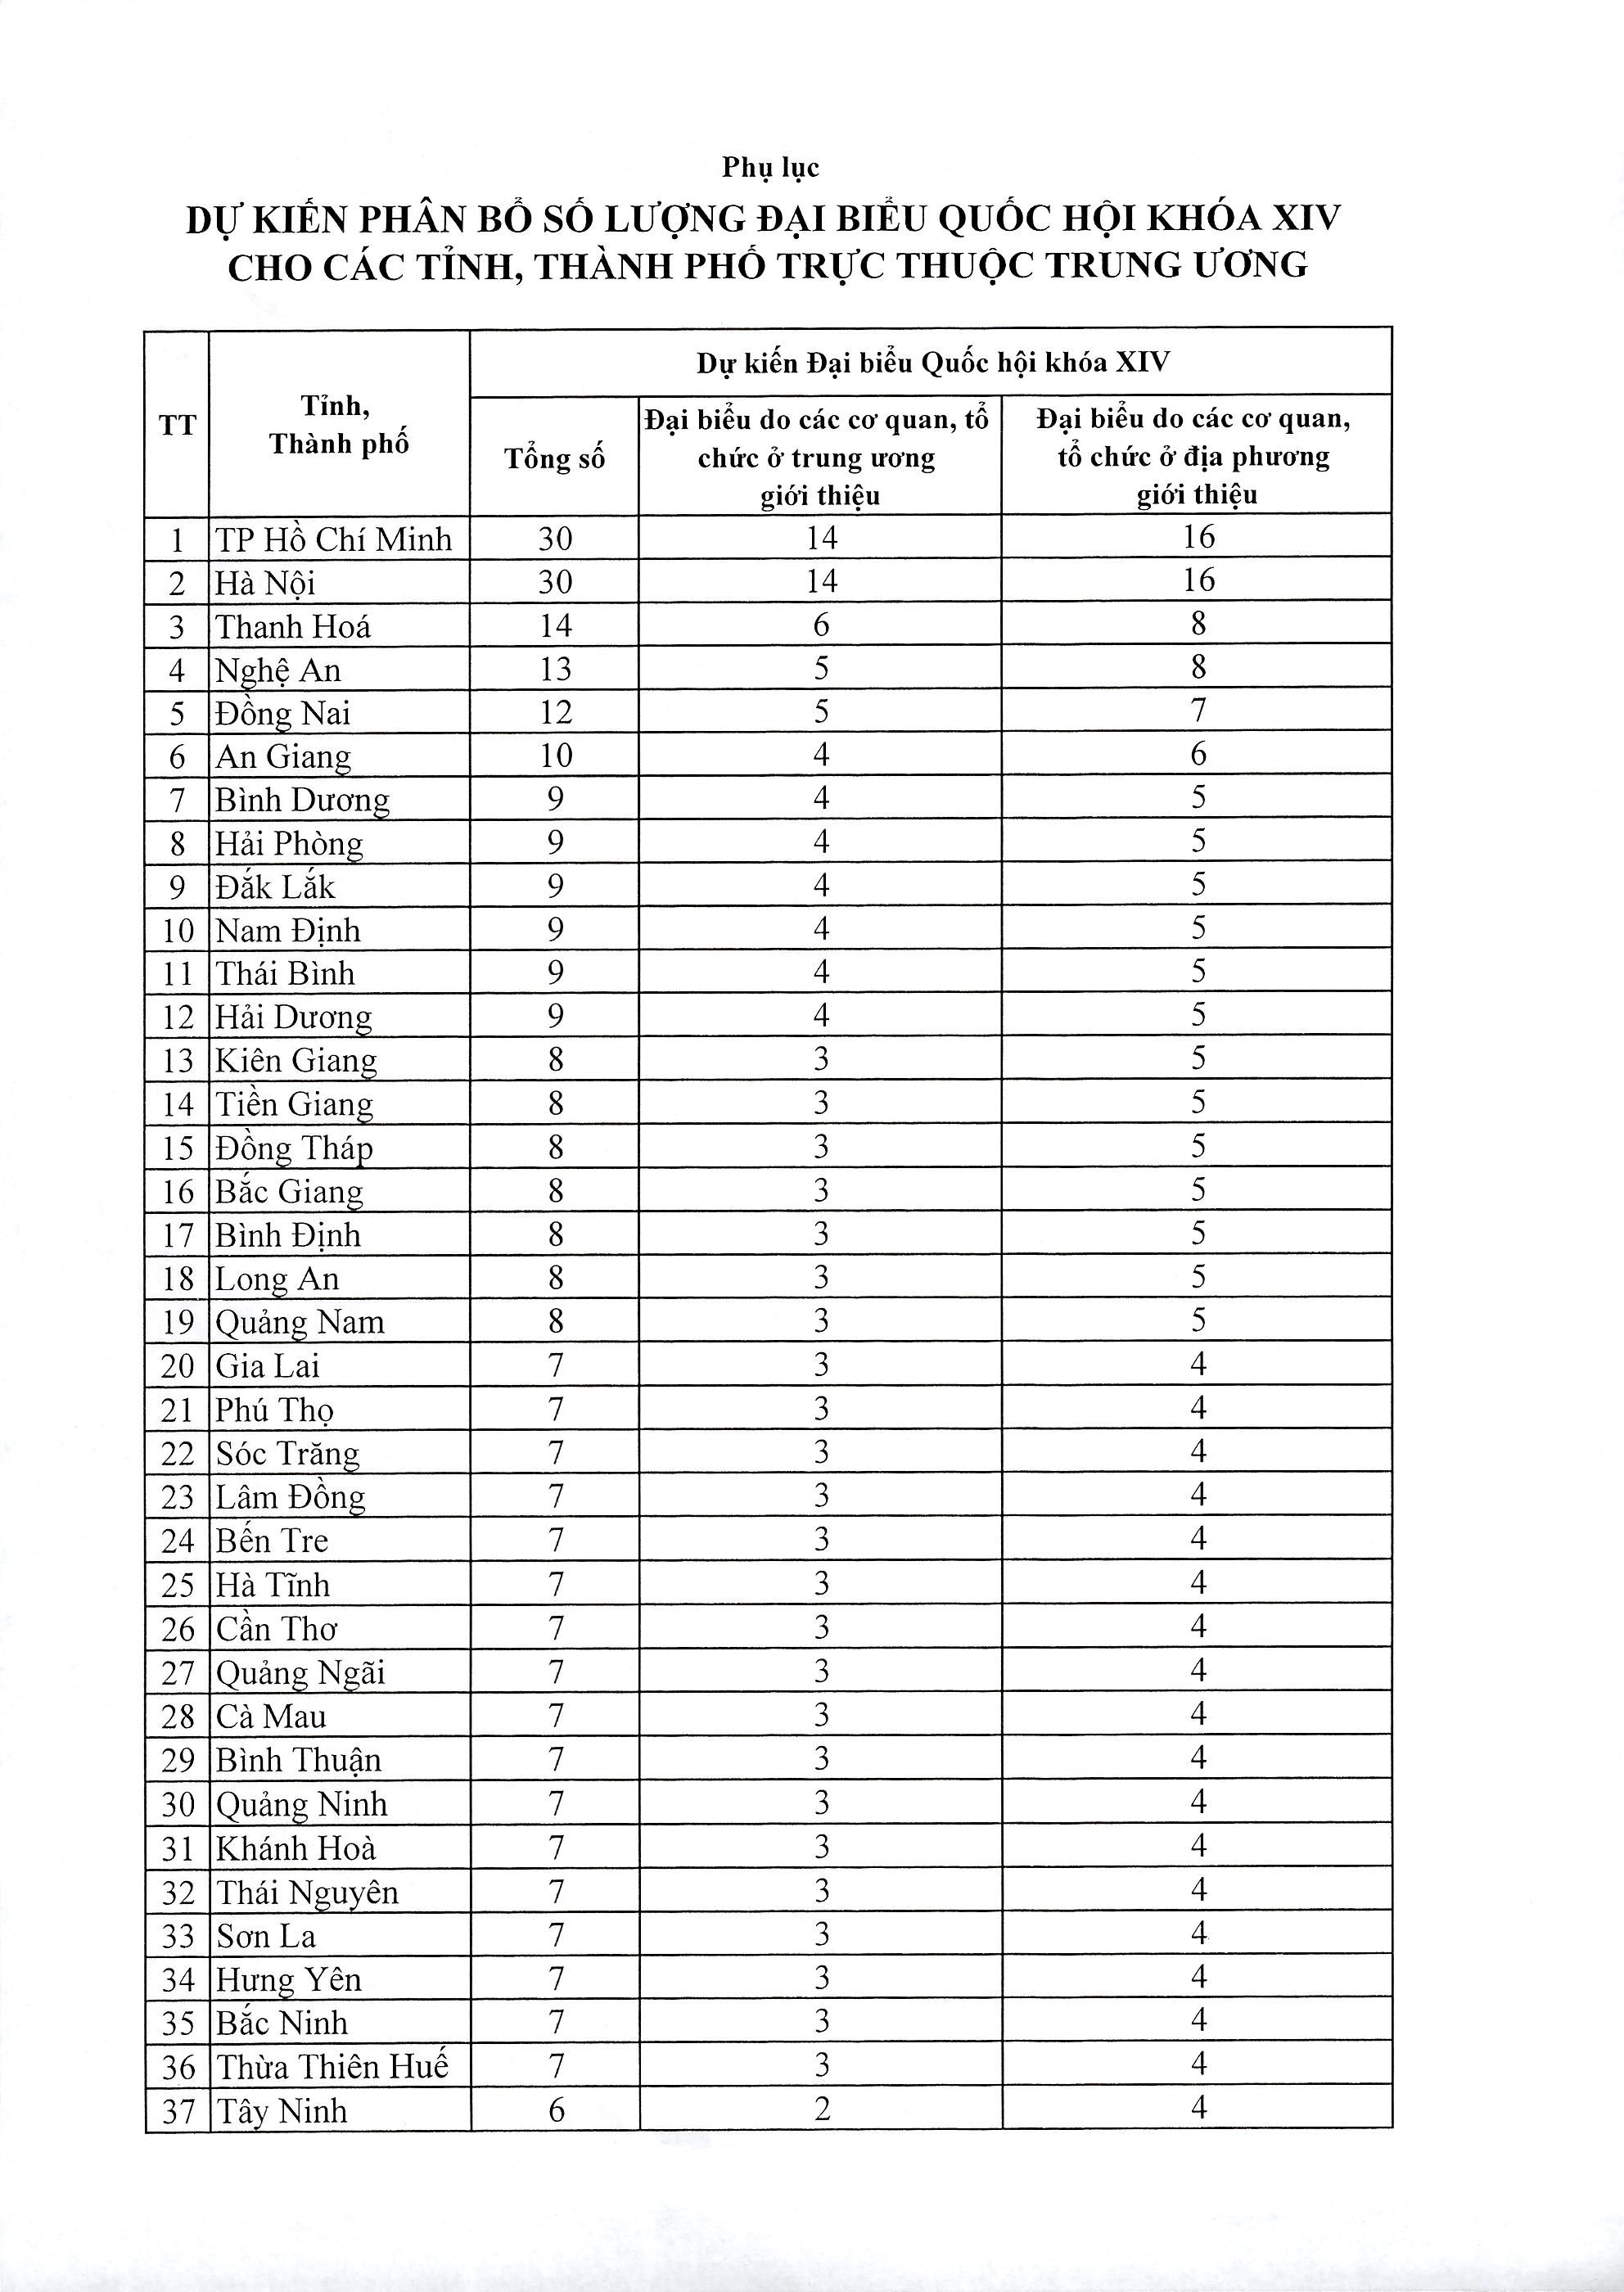 Phụ lục
DỰ KIẾN PHÂN BỔ SỐ LƯỢNG ĐẠI BIỂU QUỐC HỘI KHÓA XIV
CHO CÁC TỈNH, THÀNH PHỐ TRỰC THUỘC TRUNG ƯƠNG
TT
Tỉnh,
Thành phố
Dự kiến Đại biểu Quốc hội khóa XIV
Tổng số
Đại biểu do các cơ quan, tổ
chức ở trung ương
giới thiệu
Đại biểu do các cơ quan,
tổ chức ở địa phương
giới thiệu
1 TP Hồ Chí Minh 30 14 16
2 Hà Nội 30 14 16
3 Thanh Hoá 14 6 8
4 Nghệ An 13 5 8
5 Đồng Nai 12 5 7
6 An Giang 10 4 6
7 Bình Dương 9 4 5
8 Hải Phòng 9 4 5
9 Đắk Lắk 9 4 5
10 Nam Định 9 4 5
11 Thái Bình 9 4 5
12 Hải Dương 9 4 5
13 Kiên Giang 8 3 5
14 Tiền Giang 8 3 5
15 Đồng Tháp 8 3 5
16 Bắc Giang 8 3 5
17 Bình Định 8 3 5
18 Long An 8 3 5
19 Quảng Nam 8 3 5
20 Gia Lai 7 3 4
21 Phú Thọ 7 3 4
22 Sóc Trăng 7 3 4
23 Lâm Đồng 7 3 4
24 Bến Tre 7 3 4
25 Hà Tĩnh 7 3 4
26 Cần Thơ 7 3 4
27 Quảng Ngãi 7 3 4
28 Cà Mau 7 3 4
29 Bình Thuận 7 3 4
30 Quảng Ninh 7 3 4
31 Khánh Hoà 7 3 4
32 Thái Nguyên 7 3 4
33 Sơn La 7 3 4
34 Hưng Yên 7 3 4
35 Bắc Ninh 7 3 4
36 Thừa Thiên Huế 7 3 4
37 Tây Ninh 6 2 4